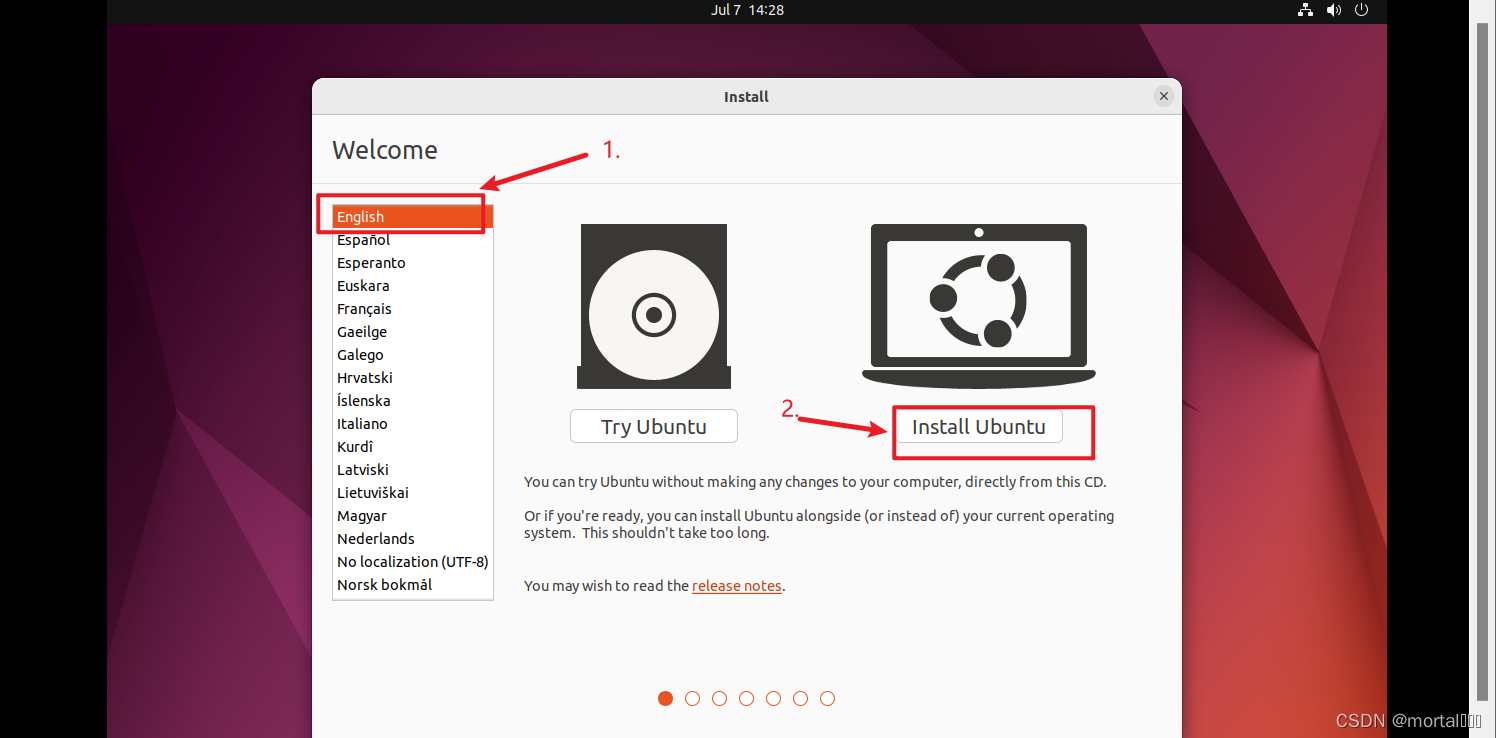 Jul 7 14:28
Install
Welcome
1.
English
Español
Esperanto
Euskara
Français
Gaeilge
Galego
Hrvatski
Íslenska
Italiano
Kurdî
Latviski
Lietuviškai
Magyar
Nederlands
No localization (UTF-8)
Norsk bokmål
Try Ubuntu
2.
Install Ubuntu
You can try Ubuntu without making any changes to your computer, directly from this CD.
Or if you're ready, you can install Ubuntu alongside (or instead of) your current operating
system. This shouldn't take too long.
You may wish to read the release notes.
CSDN @mortal